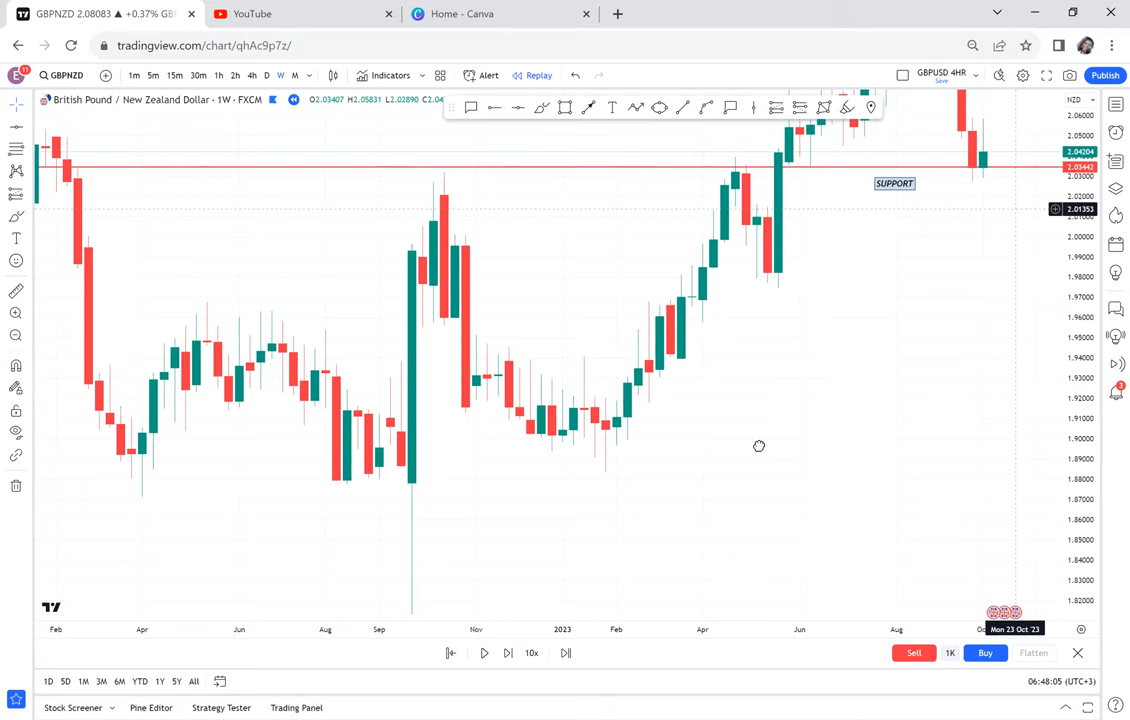 GBPNZD 2.08083 ▲ +0.37% GBP
YouTube
Home - Canva
tradingview.com/chart/qhAc9p7z/
E 11
GBPNZD
1m 5m 15m 30m 1h 2h 4h D W M
Indicators
Alert
Replay
GBPUSD 4HR
Save
Publish
British Pound / New Zealand Dollar · 1W · FXCM
O2.03407 H2.05831 L2.02890
NZD
2.06000
2.05000
2.04204
2.03442
2.03000
SUPPORT
2.02000
2.01353
2.00000
1.99000
1.98000
1.97000
1.96000
1.95000
1.94000
1.93000
1.92000
1.91000
1.90000
1.89000
1.88000
1.87000
1.86000
1.85000
1.84000
1.83000
1.82000
3
Feb Apr Jun Aug Sep Nov 2023 Feb Apr Jun Aug
Mon 23 Oct '23
10x
Sell 1K Buy Flatten
1D 5D 1M 3M 6M YTD 1Y 5Y All
06:48:05 (UTC+3)
Stock Screener
Pine Editor
Strategy Tester
Trading Panel